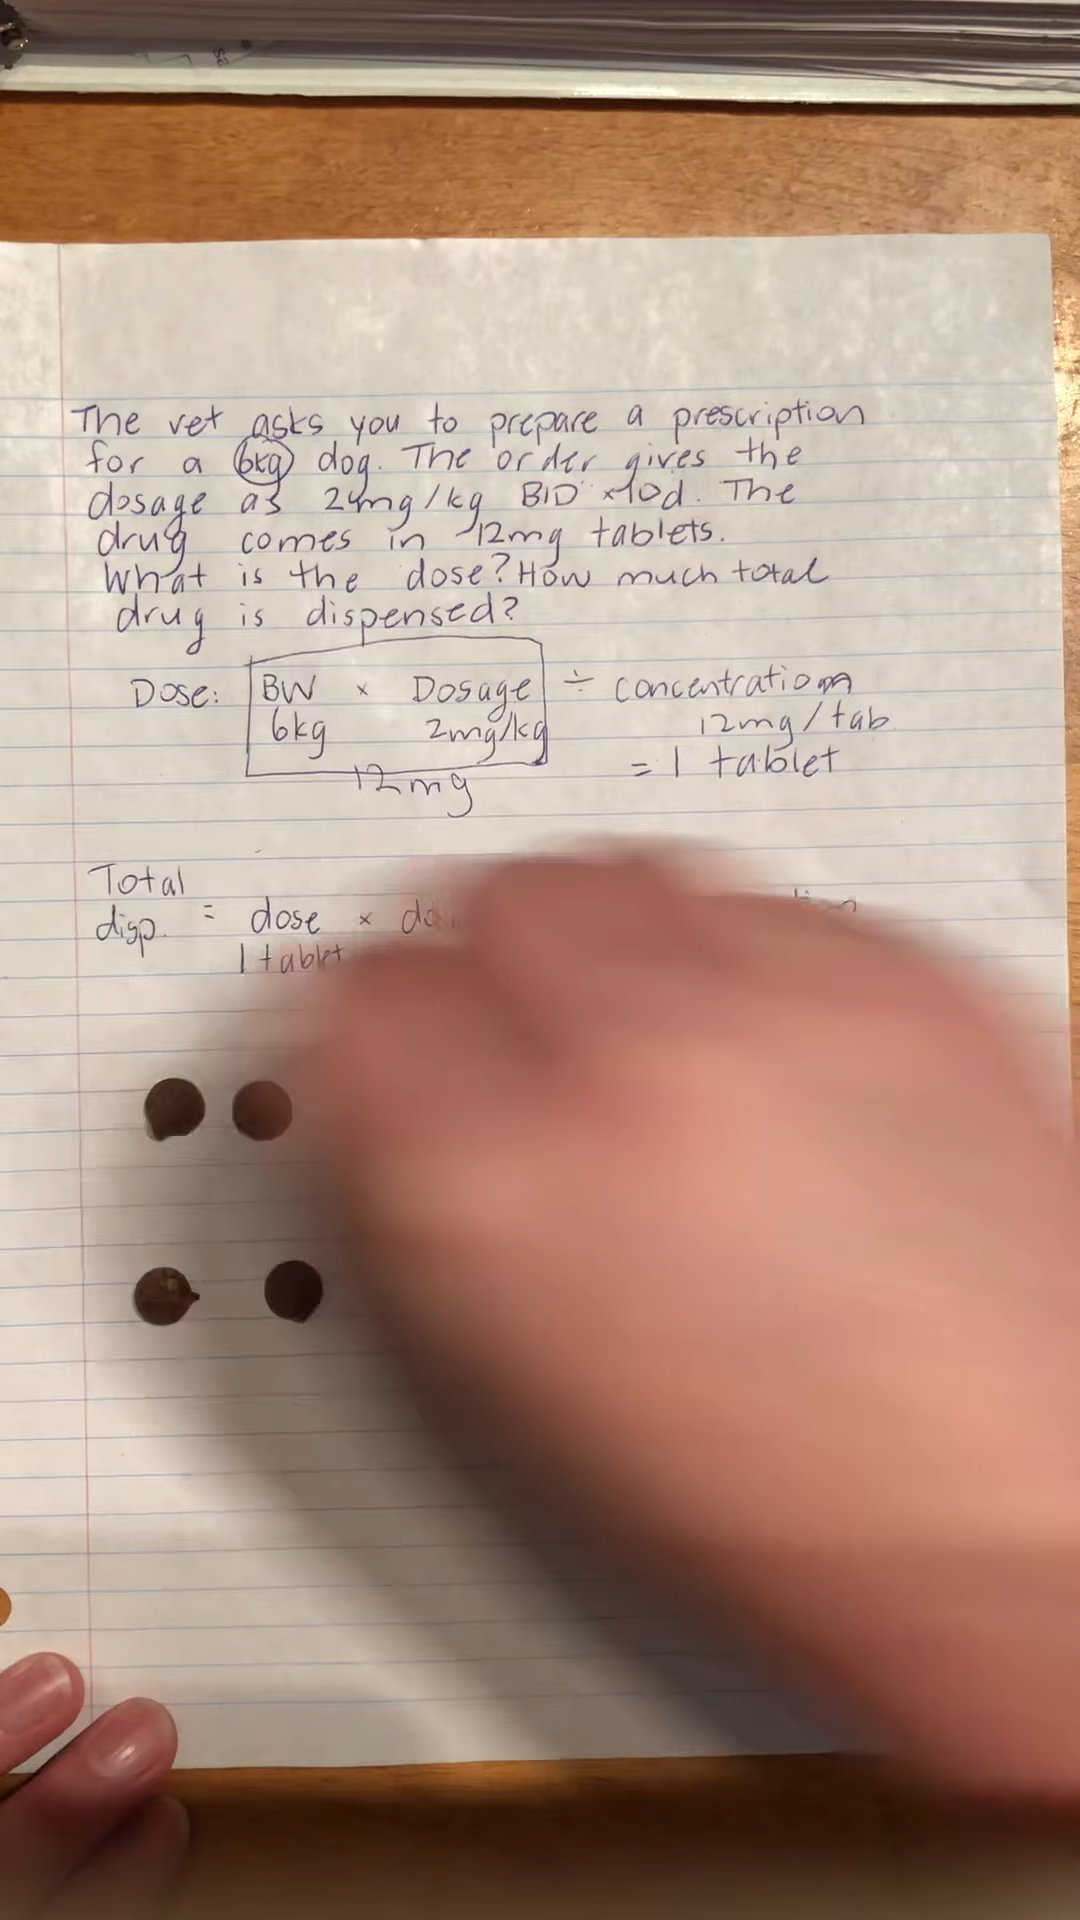 The vet asks you to prepare a prescription
for a 6kg dog. The order gives the
dosage as 2mg/kg BID x10d. The
drug comes in 12mg tablets.
What is the dose? How much total
drug is dispensed?
Dose: BW x Dosage ÷ concentration
6kg 2mg/kg 12mg/tab
12mg = 1 tablet
Total
disp. = dose x
1 tablet